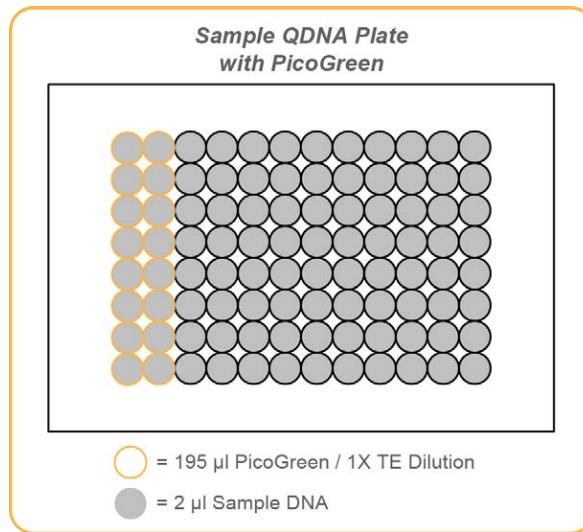 Sample QDNA Plate
with PicoGreen
= 195 µl PicoGreen / 1X TE Dilution
= 2 µl Sample DNA